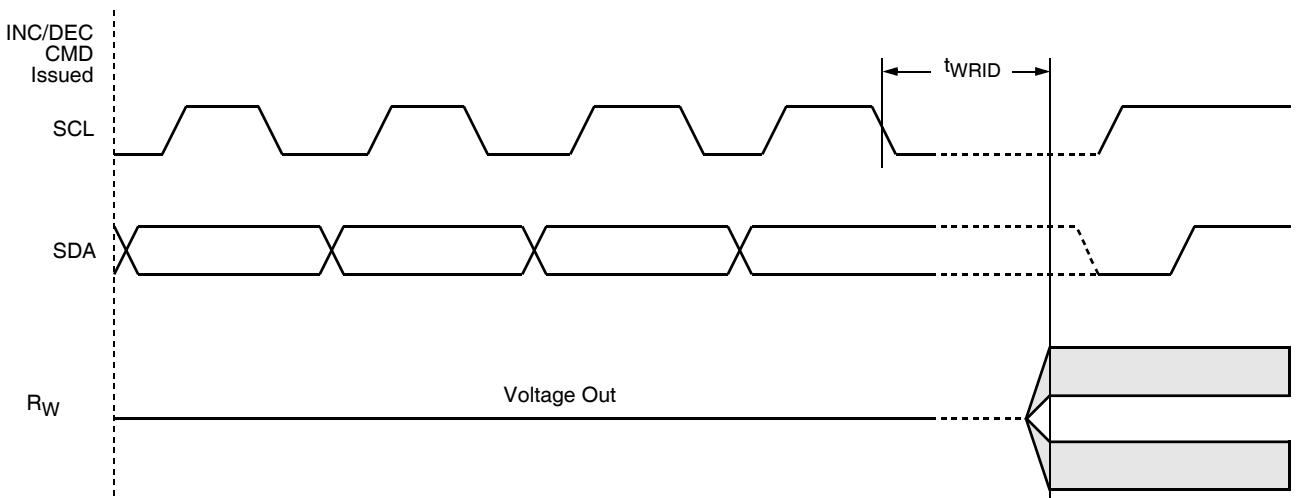 INC/DEC
CMD
Issued
tWRID
SCL
SDA
Voltage Out
RW